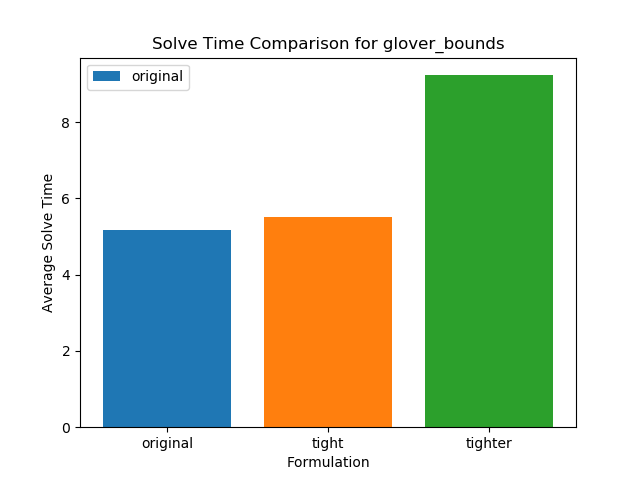 Solve Time Comparison for glover_bounds
original
8
6
4
2
0
Average Solve Time
original tight tighter
Formulation